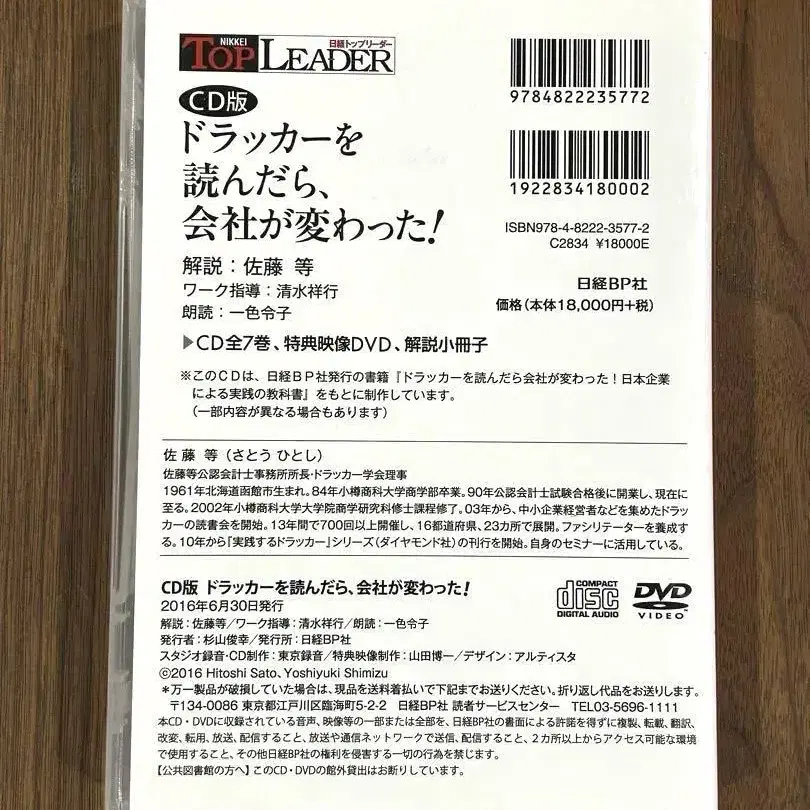 NIKKEI
日経トップリーダー
TOP LEADER
CD版
ドラッカーを
読んだら、
会社が変わった!
解説：佐藤 等
ワーク指導：清水祥行
朗読：一色令子
9784822235772
1922834180002
ISBN978-4-8222-3577-2
C2834 ¥18000E
日経BP社
価格(本体18,000円+税)
▶CD全7巻、特典映像DVD、解説小冊子
※このCDは、日経BP社発行の書籍『ドラッカーを読んだら会社が変わった！日本企業
による実践の教科書』をもとに制作しています。
（一部内容が異なる場合もあります）
佐藤 等（さとう ひとし）
佐藤等公認会計士事務所所長・ドラッカー学会理事
1961年北海道函館市生まれ。84年小樽商科大学商学部卒業。90年公認会計士試験合格後に開業し、現在に
至る。2002年小樽商科大学大学院商学研究科修士課程修了。03年から、中小企業経営者などを集めたドラッ
カーの読書会を開始。13年間で700回以上開催し、16都道府県、23カ所で展開。ファシリテーターを養成す
る。10年から「実践するドラッカー」シリーズ（ダイヤモンド社）の刊行を開始。自身のセミナーに活用している。
CD版 ドラッカーを読んだら、会社が変わった!
2016年6月30日発行
解説：佐藤等/ワーク指導：清水祥行/朗読：一色令子
発行者：杉山俊幸/発行所：日経BP社
スタジオ録音・CD制作：東京録音/特典映像制作：山田博一/デザイン：アルティスタ
©2016 Hitoshi Sato, Yoshiyuki Shimizu
COMPACT
disc
DIGITAL AUDIO
DVD
VIDEO
＊万一製品が破損していた場合は、現品を送料着払いで下記までお送りください。折り返し代品をお送りします。
〒134-0086 東京都江戸川区臨海町5-2-2 日経BP社 読者サービスセンター TEL03-5696-1111
本CD・DVDに収録されている音声、映像等の一部または全部を、日経BP社の書面による許諾を得ずに複製、転載、翻訳、
改変、転用、放送、配信すること、放送や通信ネットワークで送信、配信すること、2カ所以上からアクセス可能な環境
で使用すること、その他日経BP社の権利を侵害する一切の行為を禁じます。
【公共図書館の方へ】このCD・DVDの館外貸出はお断りしています。